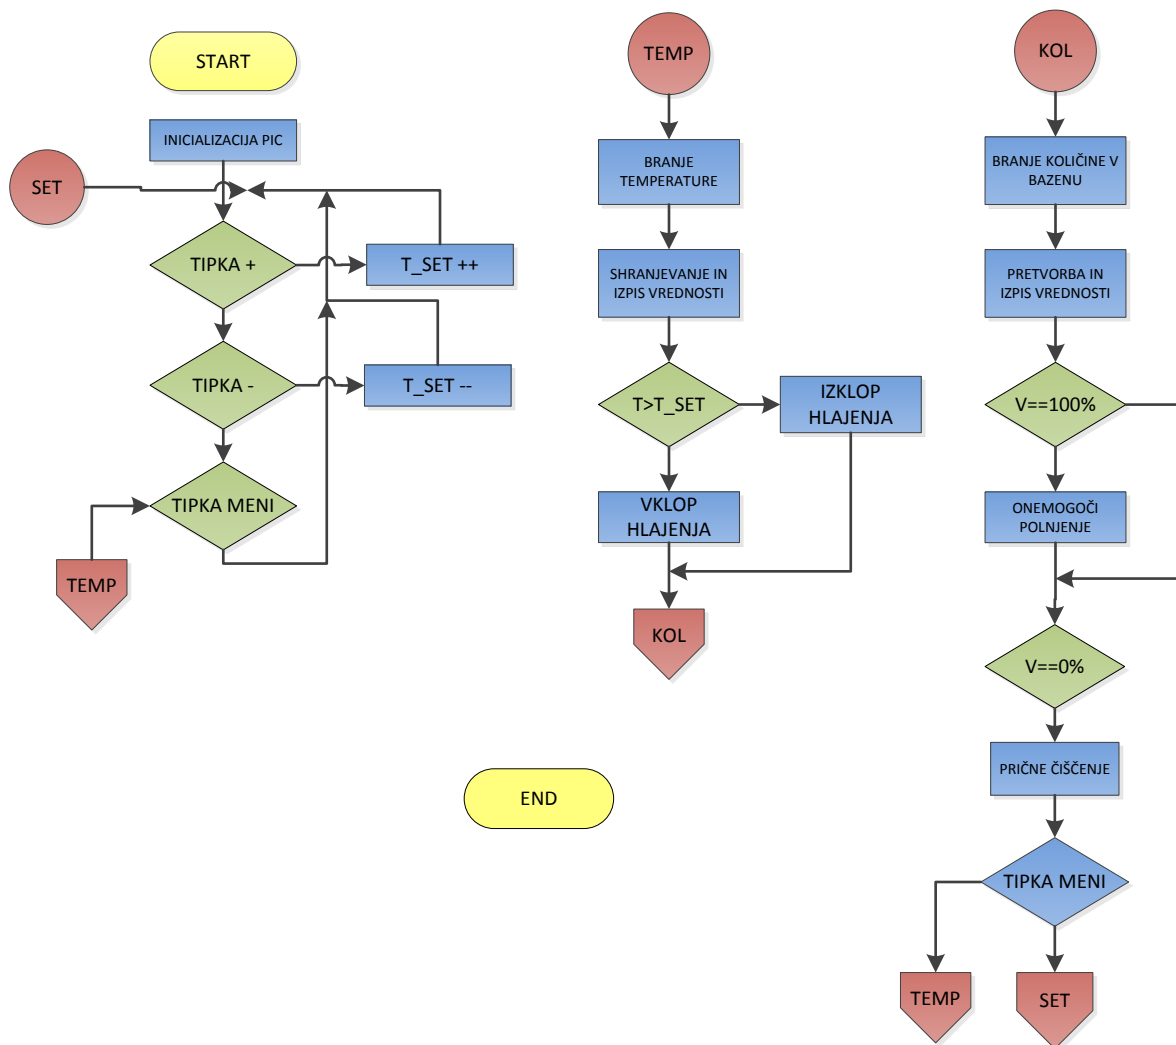 START
INICIALIZACIJA PIC
SET
TIPKA +
T_SET ++
TIPKA -
T_SET --
TIPKA MENI
TEMP
TEMP
BRANJE
TEMPERATURE
SHRANJEVANJE IN
IZPIS VREDNOSTI
T>T_SET
IZKLOP
HLAJENJA
VKLOP
HLAJENJA
KOL
KOL
BRANJE KOLIČINE V
BAZENU
PRETVORBA IN
IZPIS VREDNOSTI
V==100%
ONEMOGOČI
POLNJENJE
V==0%
PRIČNE ČIŠČENJE
TIPKA MENI
TEMP
SET
END